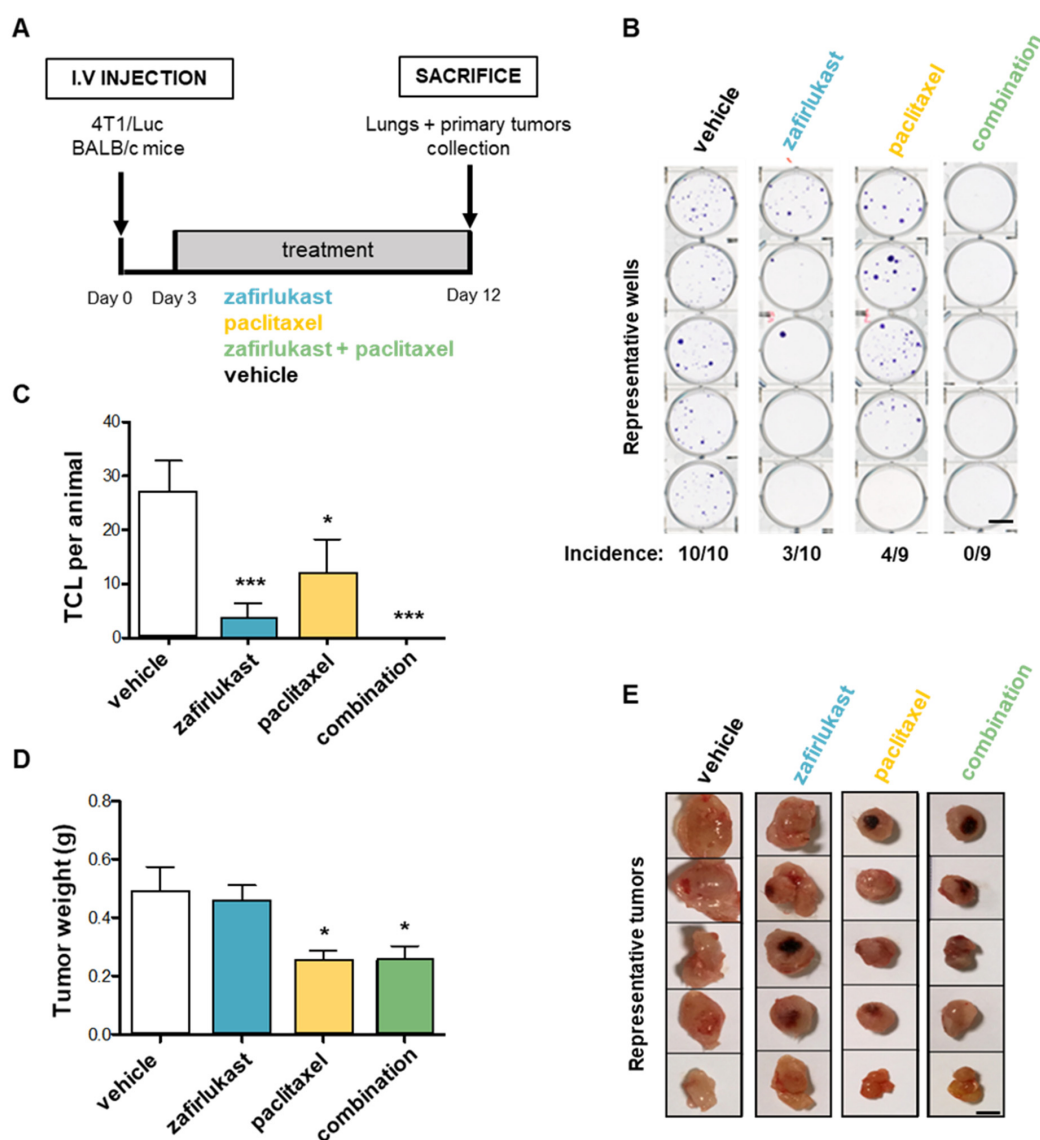 A
I.V INJECTION
SACRIFICE
4T1/Luc
BALB/c mice
Lungs + primary tumors
collection
treatment
Day 0
Day 3
Day 12
zafirlukast
paclitaxel
zafirlukast + paclitaxel
vehicle
B
vehicle
zafirlukast
paclitaxel
combination
Representative wells
Incidence:
10/10
3/10
4/9
0/9
C
TCL per animal
40
30
20
10
0
***
*
***
vehicle
zafirlukast
paclitaxel
combination
D
Tumor weight (g)
0.8
0.6
0.4
0.2
0.0
*
*
vehicle
zafirlukast
paclitaxel
combination
E
vehicle
zafirlukast
paclitaxel
combination
Representative tumors